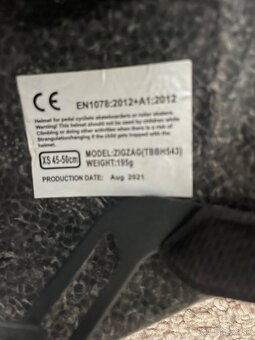 CE EN1078:2012+A1:2012
Helmet for pedal cyclists skateboarders or roller skaters.
Warning! This helmet should not be used by children while
Climbing or doing other activities when there is a risk
of strangulation/hanging if the child gets trapped with the
helmet.
XS 45-50cm MODEL:ZIGZAG(TBBH543)
WEIGHT:195g
PRODUCTION DATE: Aug 2021